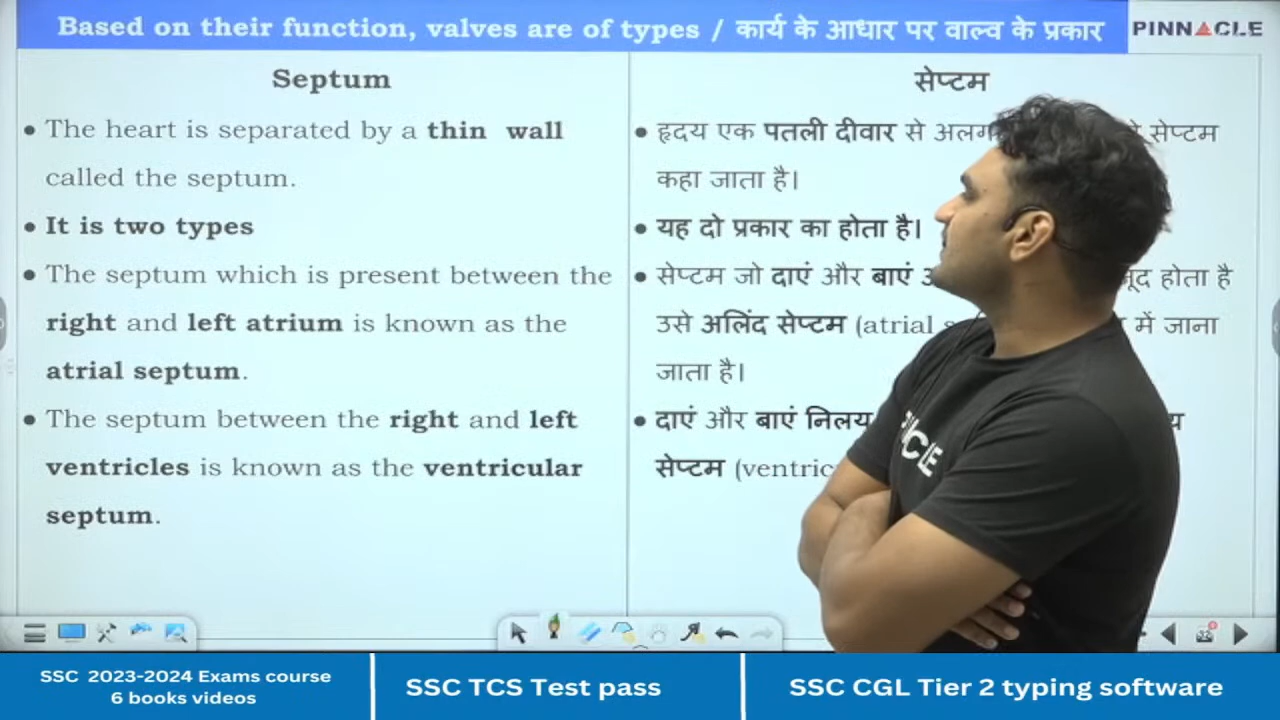 Based on their function, valves are of types / कार्य के आधार पर वाल्व के प्रकार
PINNACLE
Septum
• The heart is separated by a thin wall
called the septum.
• It is two types
• The septum which is present between the
right and left atrium is known as the
atrial septum.
• The septum between the right and left
ventricles is known as the ventricular
septum.
सेप्टम
• हृदय एक पतली दीवार से सेप्टम
कहा जाता है।
• यह दो प्रकार का होता है।
• सेप्टम जो दाएं और बाएं होता है
उसे अलिंद सेप्टम (atrial में जाना
जाता है।
• दाएं और बाएं निलय
सेप्टम
SSC 2023-2024 Exams course
6 books videos
SSC TCS Test pass
SSC CGL Tier 2 typing software